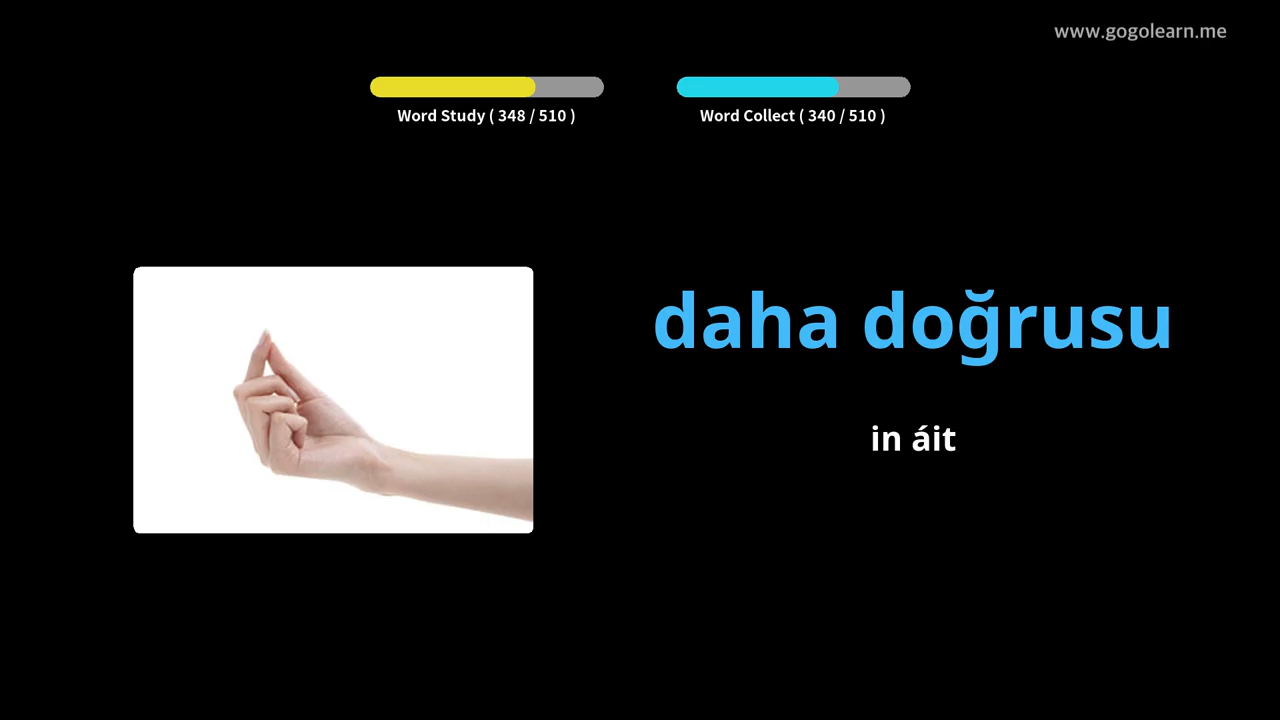 www.gogolearn.me
Word Study ( 348 / 510 )
Word Collect ( 340 / 510 )
daha doğrusu
in áit